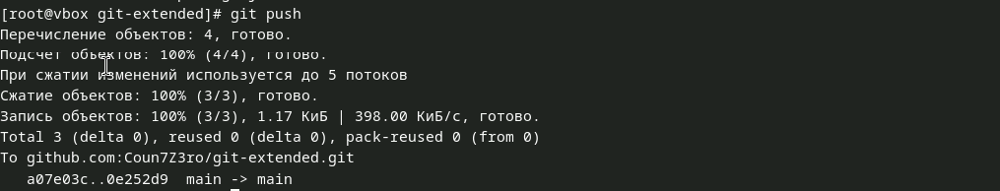 [root@vbox git-extended]# git push
Перечисление объектов: 4, готово.
Подсчет объектов: 100% (4/4), готово.
При сжатии изменений используется до 5 потоков
Сжатие объектов: 100% (3/3), готово.
Запись объектов: 100% (3/3), 1.17 КиБ | 398.00 КиБ/с, готово.
Total 3 (delta 0), reused 0 (delta 0), pack-reused 0 (from 0)
To github.com:Coun7Z3ro/git-extended.git
   a07e03c..0e252d9  main -> main